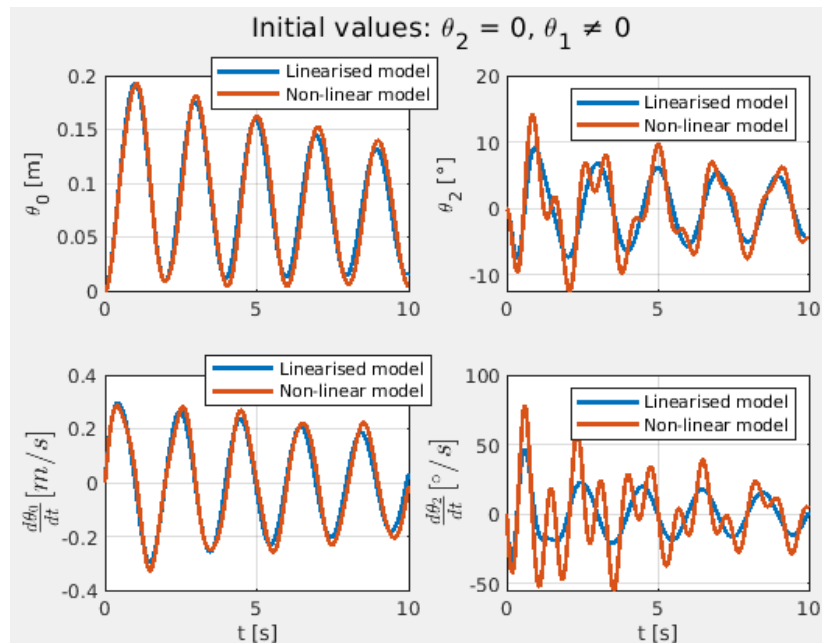 Initial values: θ₂ = 0, θ₁ ≠ 0
Linearised model
Non-linear model
θ₀ [m]
0.2
0.15
0.1
0.05
0
0
5
10
Linearised model
Non-linear model
θ₂ [°]
20
10
0
-10
0
5
10
Linearised model
Non-linear model
dθ₀/dt [m/s]
0.4
0.2
0
-0.2
-0.4
0
5
10
t [s]
Linearised model
Non-linear model
dθ₂/dt [°/s]
100
50
0
-50
0
5
10
t [s]